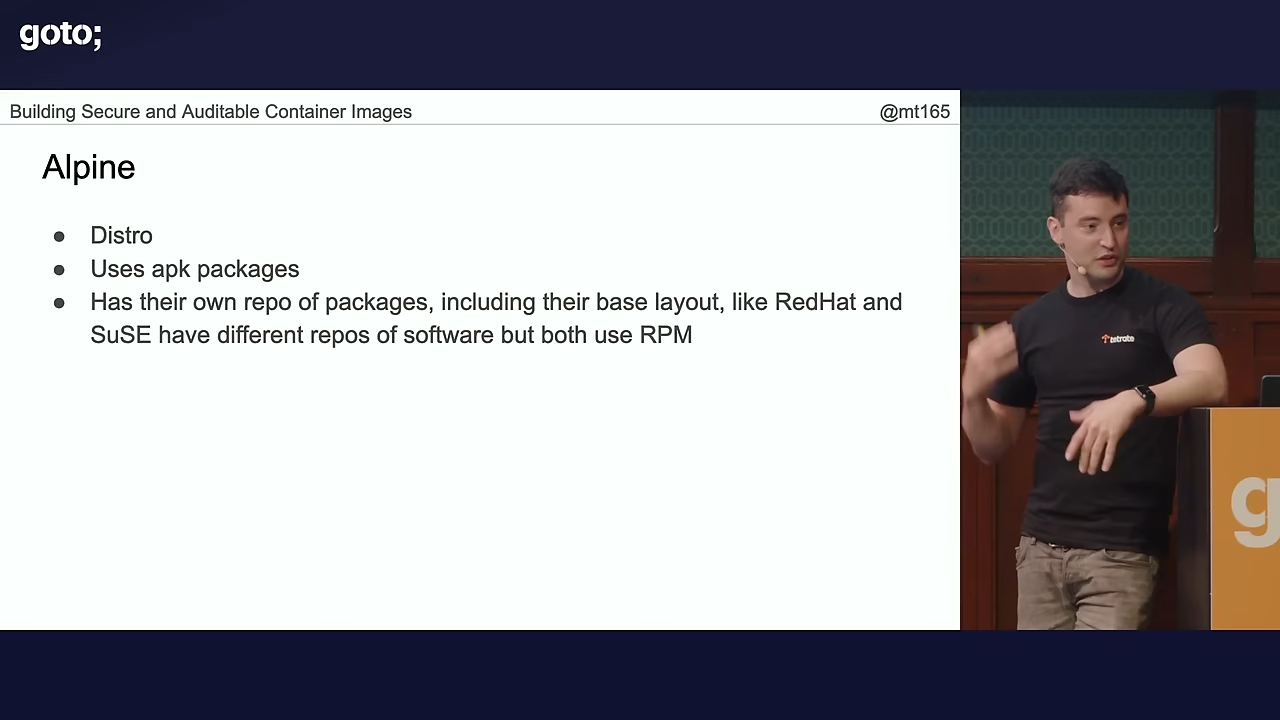 goto;
Building Secure and Auditable Container Images
@mt165
Alpine
● Distro
● Uses apk packages
● Has their own repo of packages, including their base layout, like RedHat and
SuSE have different repos of software but both use RPM
tetrate
g